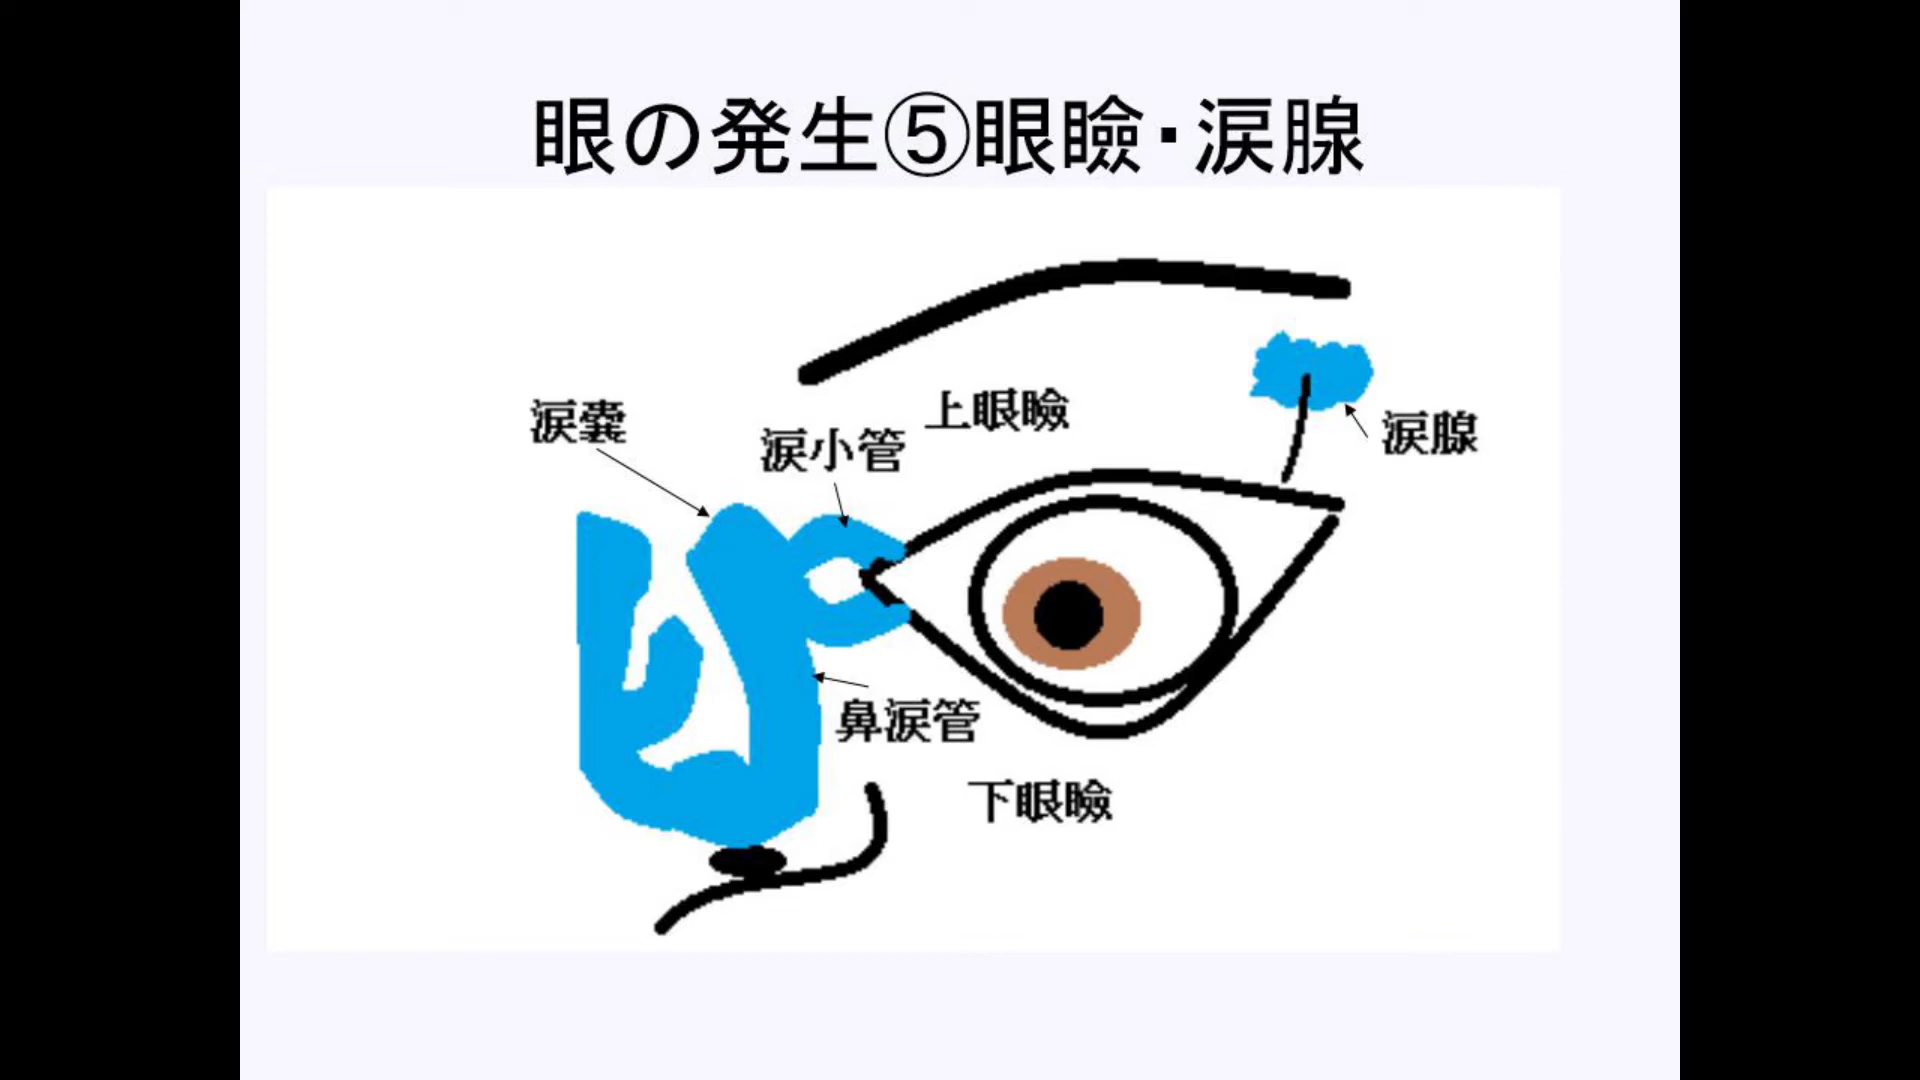 眼の発生⑤眼瞼・涙腺
上眼瞼
涙嚢
涙小管
涙腺
鼻涙管
下眼瞼